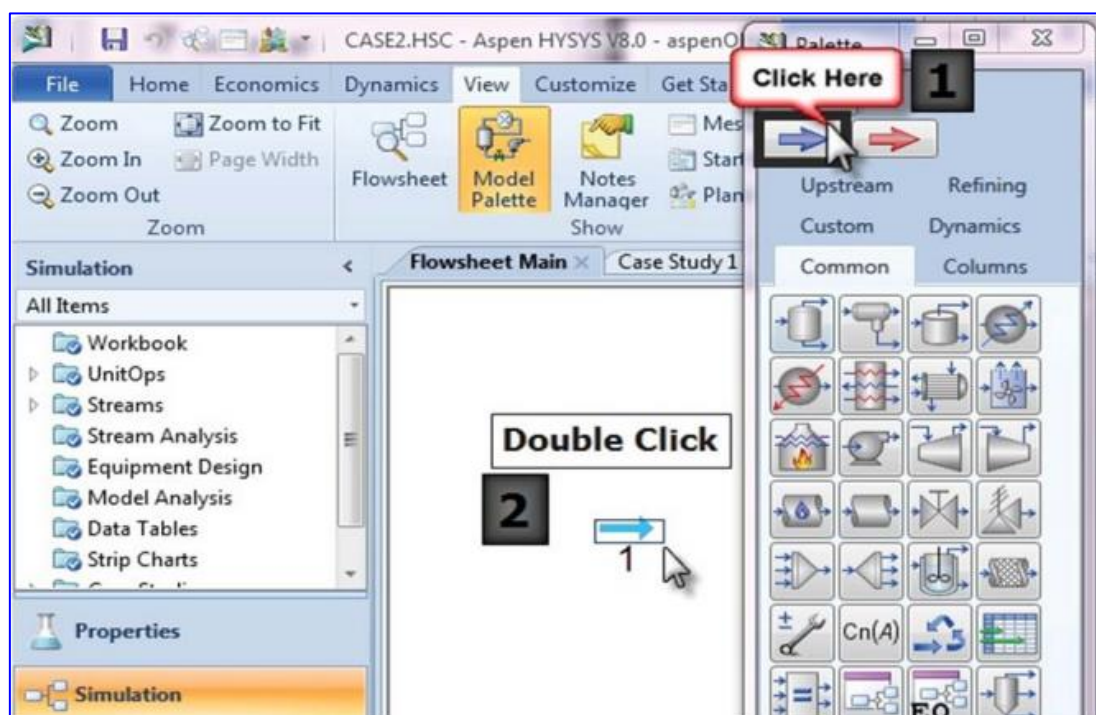 CASE2.HSC - Aspen HYSYS V8.0 - aspenO
Palette
Click Here
1
File Home Economics Dynamics View Customize Get Sta
Zoom
Zoom to Fit
Zoom In
Page Width
Zoom Out
Zoom
Flowsheet
Model
Palette
Notes
Manager
Mes
Start
Plan
Show
Upstream Refining
Custom Dynamics
Common Columns
Simulation
Flowsheet Main
Case Study 1
All Items
Workbook
UnitOps
Streams
Stream Analysis
Equipment Design
Model Analysis
Data Tables
Strip Charts
Properties
Simulation
Double Click
2
1
Cn(A)